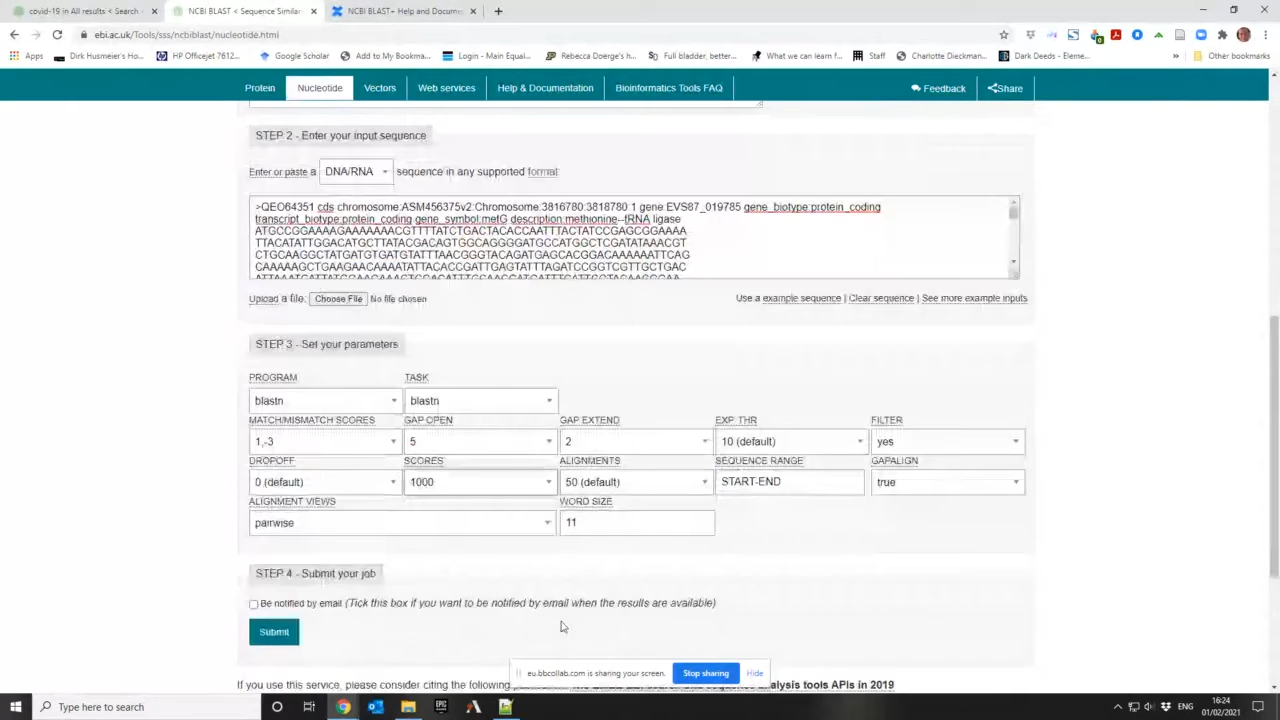 covid-19 in All results < Search
NCBI BLAST < Sequence Similar
NCBI BLAST+ Help and Docume
ebi.ac.uk/Tools/sss/ncbiblast/nucleotide.html
Apps
Dirk Husmeier's Ho...
HP Officejet 7612...
Google Scholar
Add to My Bookma...
Login - Main Equal...
Rebecca Doerge's ho...
Full bladder, better...
What we can learn f...
Staff
Charlotte Dieckman...
Dark Deeds - Eleme...
»
Other bookmarks
Protein
Nucleotide
Vectors
Web services
Help & Documentation
Bioinformatics Tools FAQ
Feedback
Share
STEP 2 - Enter your input sequence
Enter or paste a DNA/RNA sequence in any supported format:
>QEO64351 cds chromosome:ASM456375v2:Chromosome:3816780:3818780 1 gene EVS87_019785 gene_biotype:protein_coding
transcript_biotype:protein_coding gene_symbol:metG description:methionine--tRNA ligase
ATGCCGGAAAAGAAAAAAACGTTTTATCTGACTACACCAATTTACTATCCGAGCGGAAAA
TTACATATTGGACATGCTTATACGACAGTGGCAGGGGATGCCATGGCTCGATATAAACGT
CTGCAAGGCTATGATGTGATGTATTTAACGGGTACAGATGAGCACGGACAAAAAATTCAG
CAAAAAGCTGAAGAACAAAATATTACACCGATTGAGTATTTAGATCCGGTCGTTGCTGAC
Upload a file: Choose File No file chosen
Use a example sequence | Clear sequence | See more example inputs
STEP 3 - Set your parameters
PROGRAM TASK
blastn blastn
MATCH/MISMATCH SCORES GAP OPEN GAP EXTEND EXP. THR FILTER
1,-3 5 2 10 (default) yes
DROPOFF SCORES ALIGNMENTS SEQUENCE RANGE GAPALIGN
0 (default) 1000 50 (default) START-END true
ALIGNMENT VIEWS WORD SIZE
pairwise 11
STEP 4 - Submit your job
Be notified by email (Tick this box if you want to be notified by email when the results are available)
Submit
eu.bbcollab.com is sharing your screen.
Stop sharing
Hide
If you use this service, please consider citing the following
alysis tools APIs in 2019
Type here to search
EPIC
ENG
16:24
01/02/2021